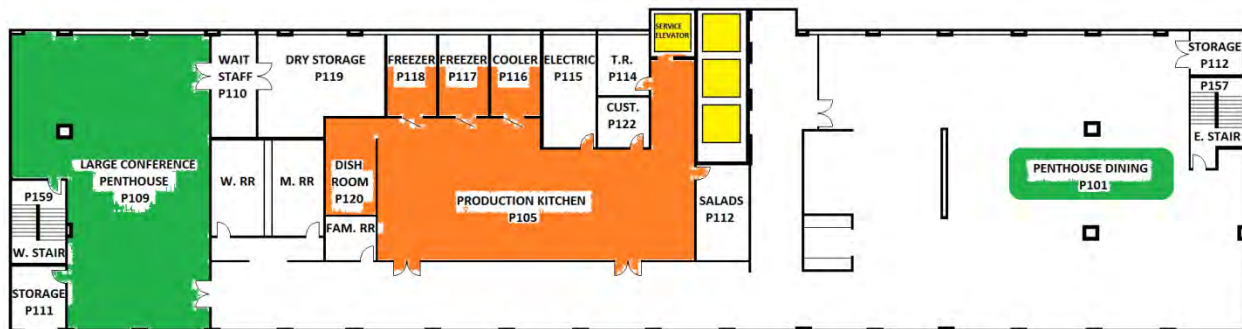 SERVICE
ELEVATOR
WAIT
STAFF
P110
DRY STORAGE
P119
FREEZER
P118
FREEZER
P117
COOLER
P116
ELECTRIC
P115
T.R.
P114
CUST.
P122
STORAGE
P112
P157
E. STAIR
LARGE CONFERENCE
PENTHOUSE
P109
P159
W. STAIR
STORAGE
P111
W. RR
M. RR
DISH
ROOM
P120
FAM. RR
PRODUCTION KITCHEN
P105
SALADS
P112
PENTHOUSE DINING
P101